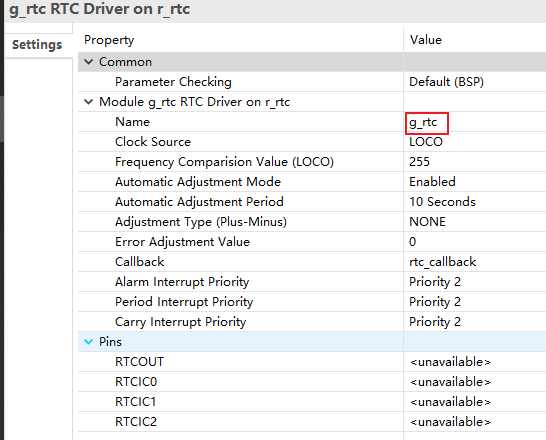 g_rtc RTC Driver on r_rtc
Settings
Property Value
Common
Parameter Checking Default (BSP)
Module g_rtc RTC Driver on r_rtc
Name g_rtc
Clock Source LOCO
Frequency Comparision Value (LOCO) 255
Automatic Adjustment Mode Enabled
Automatic Adjustment Period 10 Seconds
Adjustment Type (Plus-Minus) NONE
Error Adjustment Value 0
Callback rtc_callback
Alarm Interrupt Priority Priority 2
Period Interrupt Priority Priority 2
Carry Interrupt Priority Priority 2
Pins
RTCOUT <unavailable>
RTCIC0 <unavailable>
RTCIC1 <unavailable>
RTCIC2 <unavailable>